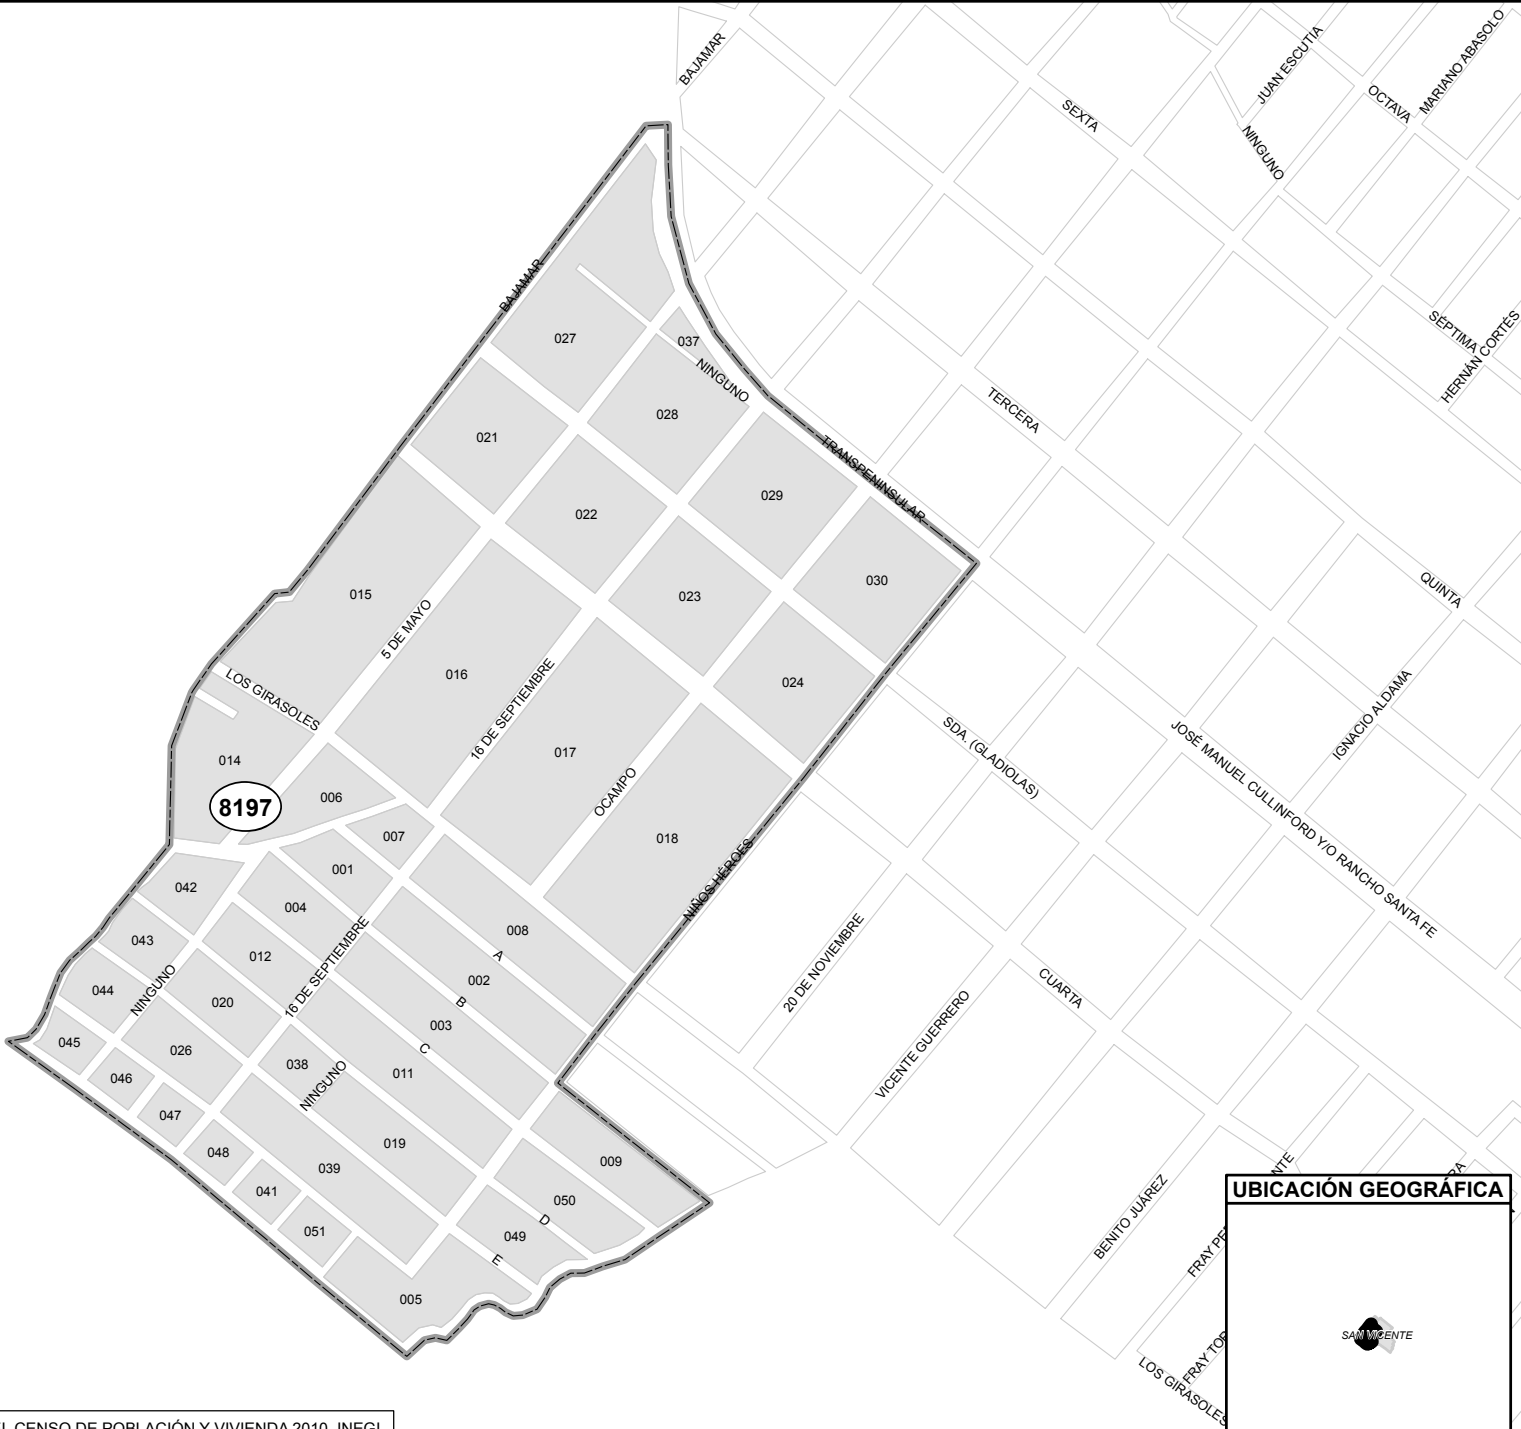 BAJAMAR
JUAN ESCUTIA
MARIANO ABASOLO
OCTAVA
SEXTA
NINGUNO
BAJAMAR
027
037
NINGUNO
SÉPTIMA
HERNÁN CORTÉS
028
TERCERA
021
TRANSPENINSULAR
029
022
030
QUINTA
015
023
5 DE MAYO
016
024
LOS GIRASOLES
16 DE SEPTIEMBRE
IGNACIO ALDAMA
SDA. (GLADIOLAS)
JOSÉ MANUEL CULLINFORD Y/O RANCHO SANTA FE
014
017
OCAMPO
006
8197
007
018
001
NIÑOS HÉROES
042
004
008
043
012
A
16 DE SEPTIEMBRE
20 DE NOVIEMBRE
002
044
NINGUNO
020
B
CUARTA
003
VICENTE GUERRERO
045
026
C
038
011
046
NINGUNO
047
019
048
039
009
041
050
BENITO JUÁREZ
051
D
049
E
005
UBICACIÓN GEOGRÁFICA
SAN VICENTE
LOS GIRASOLES
CENSO DE POBLACIÓN Y VIVIENDA 2010, INEGI